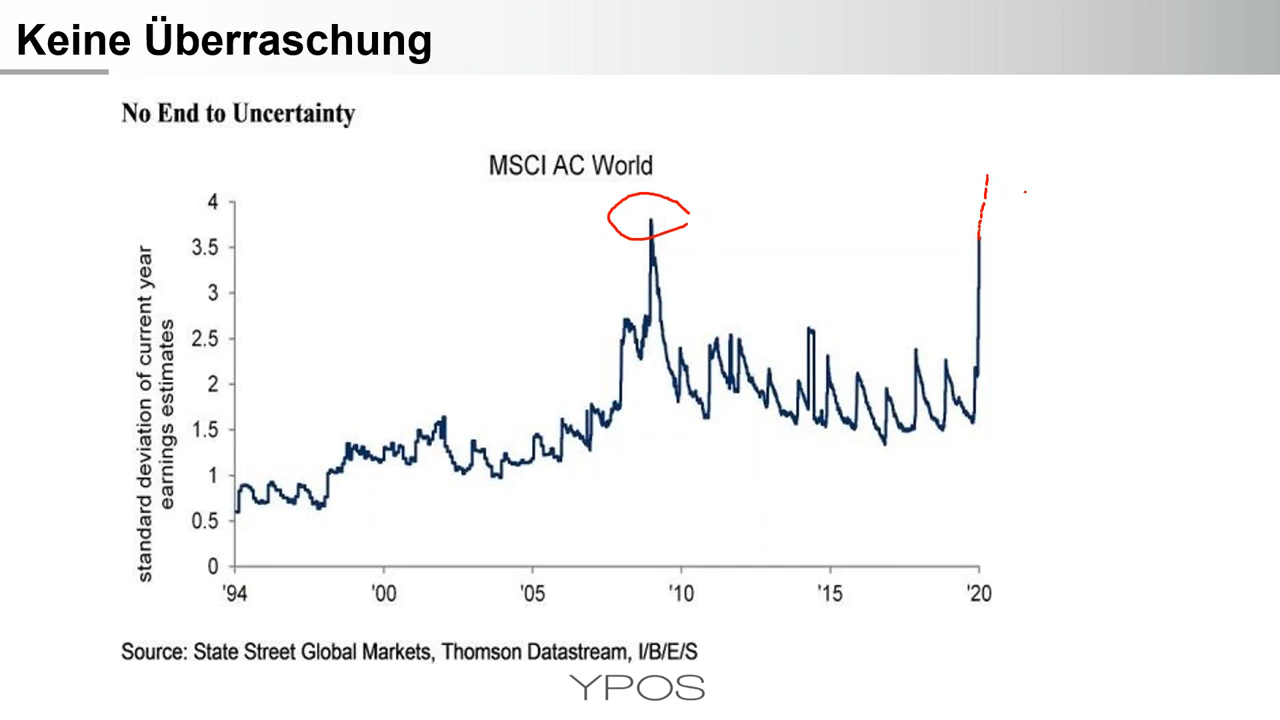 Keine Überraschung
No End to Uncertainty
MSCI AC World
standard deviation of current year
earnings estimates
4
3.5
3
2.5
2
1.5
1
0.5
0
'94
'00
'05
'10
'15
'20
Source: State Street Global Markets, Thomson Datastream, I/B/E/S
YPOS